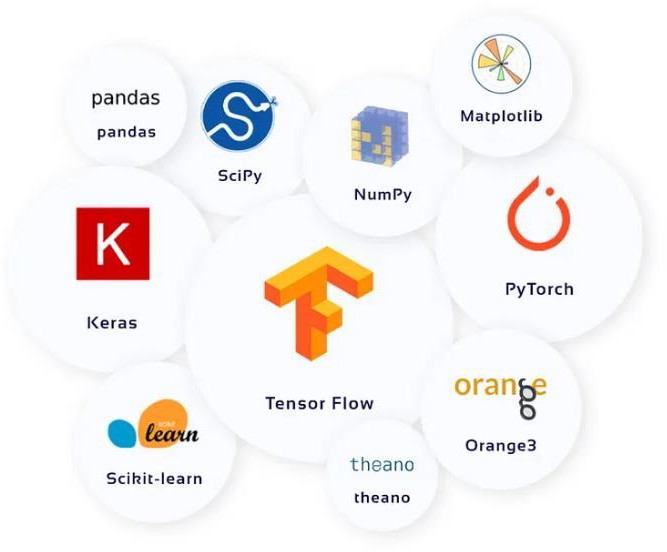 pandas
pandas
SciPy
NumPy
Matplotlib
K
Keras
Tensor Flow
PyTorch
learn
Scikit-learn
orange
Orange3
theano
theano